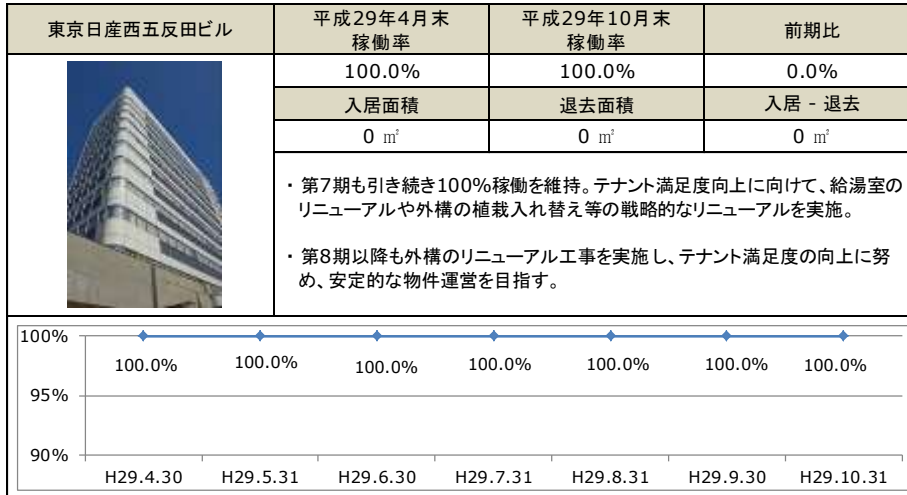 東京日産西五反田ビル
平成29年4月末
稼働率
平成29年10月末
稼働率
前期比
100.0%
100.0%
0.0%
入居面積
退去面積
入居 - 退去
0 ㎡
0 ㎡
0 ㎡
・ 第7期も引き続き100%稼働を維持。テナント満足度向上に向けて、給湯室の
リニューアルや外構の植栽入れ替え等の戦略的なリニューアルを実施。
・ 第8期以降も外構のリニューアル工事を実施し、テナント満足度の向上に努
め、安定的な物件運営を目指す。
100%
95%
90%
100.0%
100.0%
100.0%
100.0%
100.0%
100.0%
100.0%
H29.4.30
H29.5.31
H29.6.30
H29.7.31
H29.8.31
H29.9.30
H29.10.31